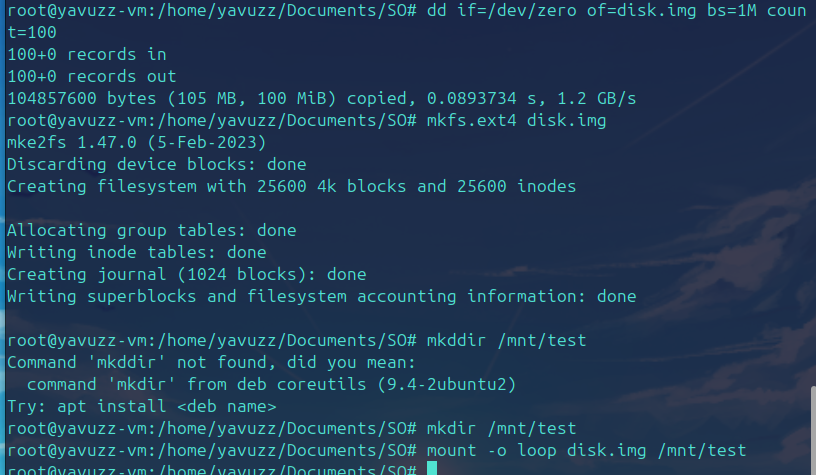 root@yavuzz-vm:/home/yavuzz/Documents/SO# dd if=/dev/zero of=disk.img bs=1M coun
t=100
100+0 records in
100+0 records out
104857600 bytes (105 MB, 100 MiB) copied, 0.0893734 s, 1.2 GB/s
root@yavuzz-vm:/home/yavuzz/Documents/SO# mkfs.ext4 disk.img
mke2fs 1.47.0 (5-Feb-2023)
Discarding device blocks: done
Creating filesystem with 25600 4k blocks and 25600 inodes

Allocating group tables: done
Writing inode tables: done
Creating journal (1024 blocks): done
Writing superblocks and filesystem accounting information: done

root@yavuzz-vm:/home/yavuzz/Documents/SO# mkddir /mnt/test
Command 'mkddir' not found, did you mean:
  command 'mkdir' from deb coreutils (9.4-2ubuntu2)
Try: apt install <deb name>
root@yavuzz-vm:/home/yavuzz/Documents/SO# mkdir /mnt/test
root@yavuzz-vm:/home/yavuzz/Documents/SO# mount -o loop disk.img /mnt/test
root@yavuzz-vm:/home/yavuzz/Documents/SO#